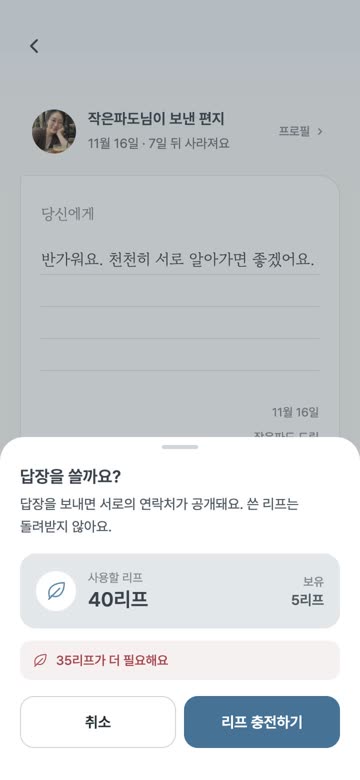 작은파도님이 보낸 편지
11월 16일 · 7일 뒤 사라져요
프로필
당신에게
반가워요. 천천히 서로 알아가면 좋겠어요.
11월 16일
작은파도 드림
답장을 쓸까요?
답장을 보내면 서로의 연락처가 공개돼요. 쓴 리프는
돌려받지 않아요.
사용할 리프
40리프
보유
5리프
35리프가 더 필요해요
취소
리프 충전하기